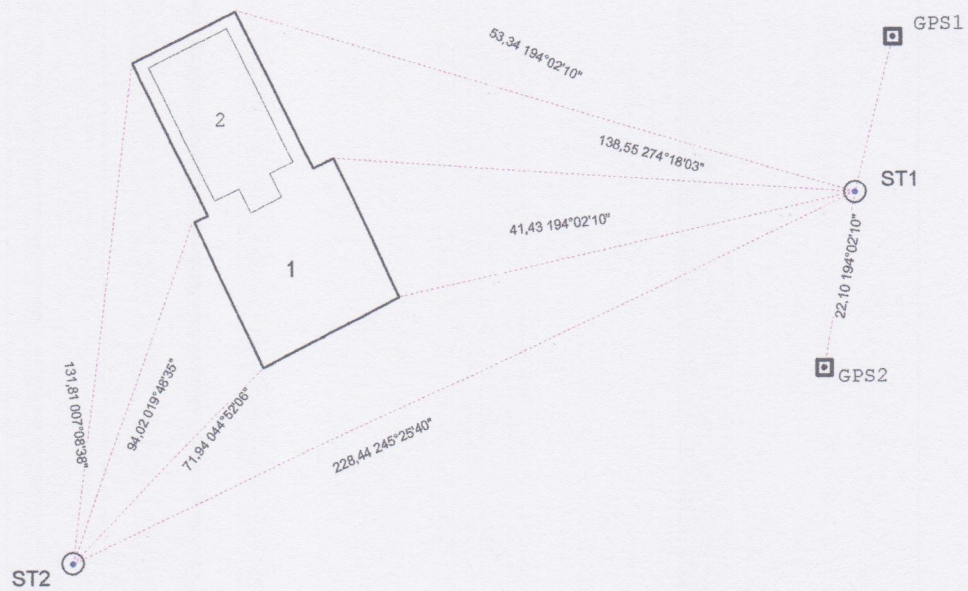 GPS1
53,34 194°02'10"
2
138,55 274°18'03"
ST1
41,43 194°02'10"
22,10 194°02'10"
1
GPS2
131,81 007°08'38"
94,02 019°48'35"
71,94 044°52'06"
228,44 245°25'40"
ST2